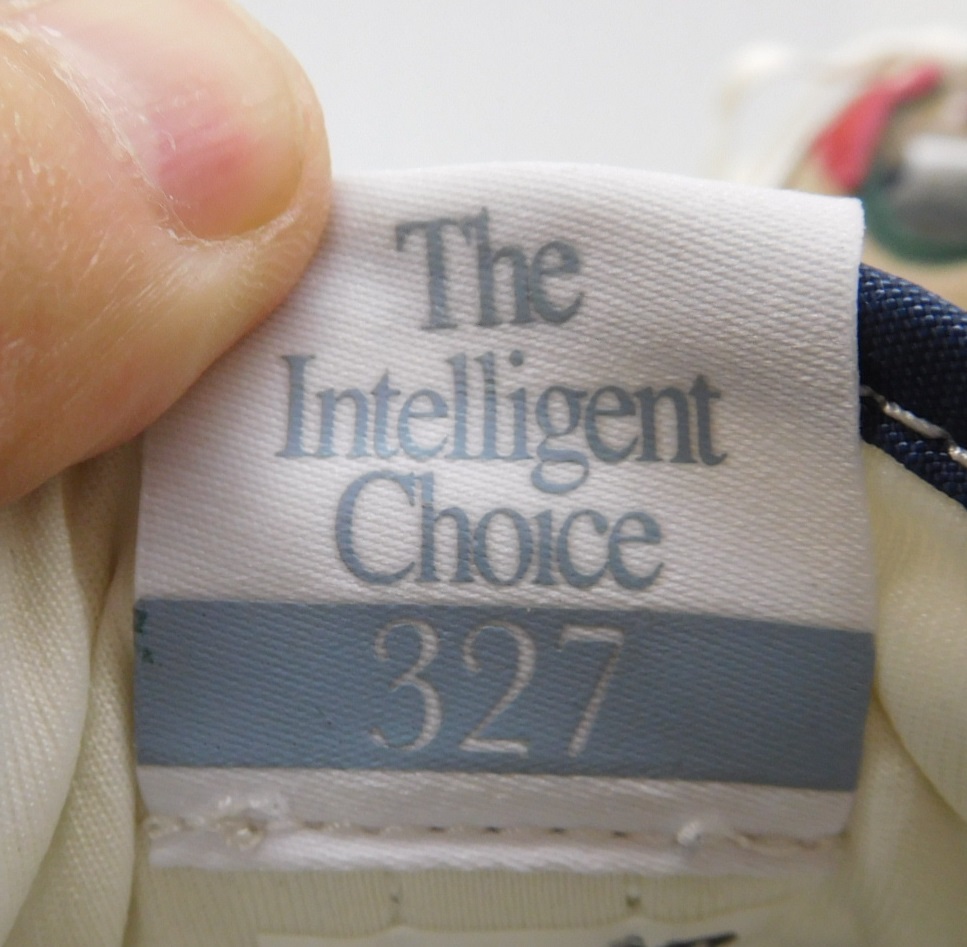 The
Intelligent
Choice
327